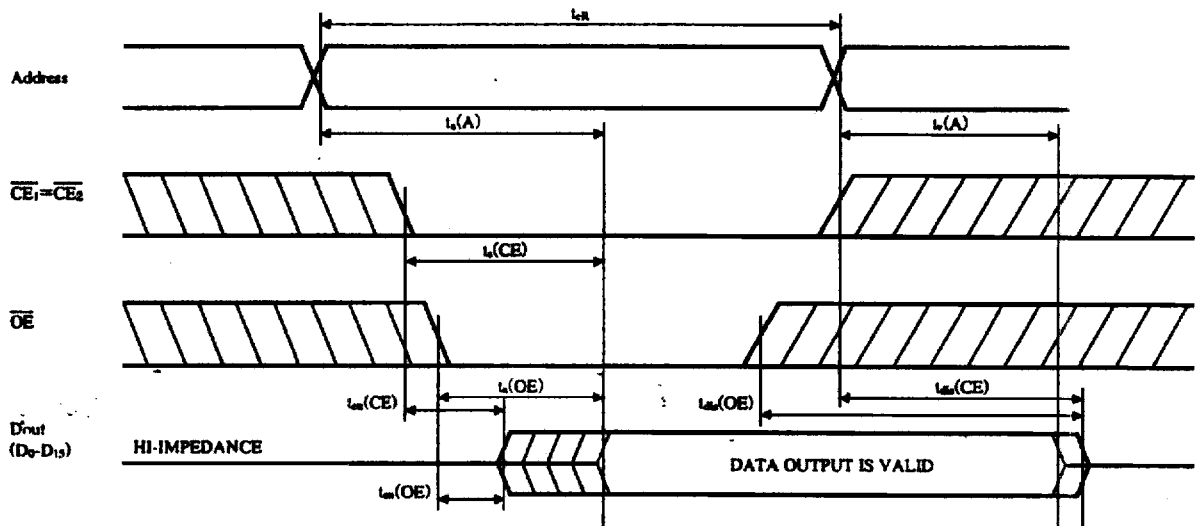 tcR
Address
ta(A)
tv(A)
CE1=CE2
ta(CE)
OE
ta(OE)
ten(CE)
tdis(OE)
tdis(CE)
Dout
(D0-D15)
HI-IMPEDANCE
DATA OUTPUT IS VALID
ten(OE)